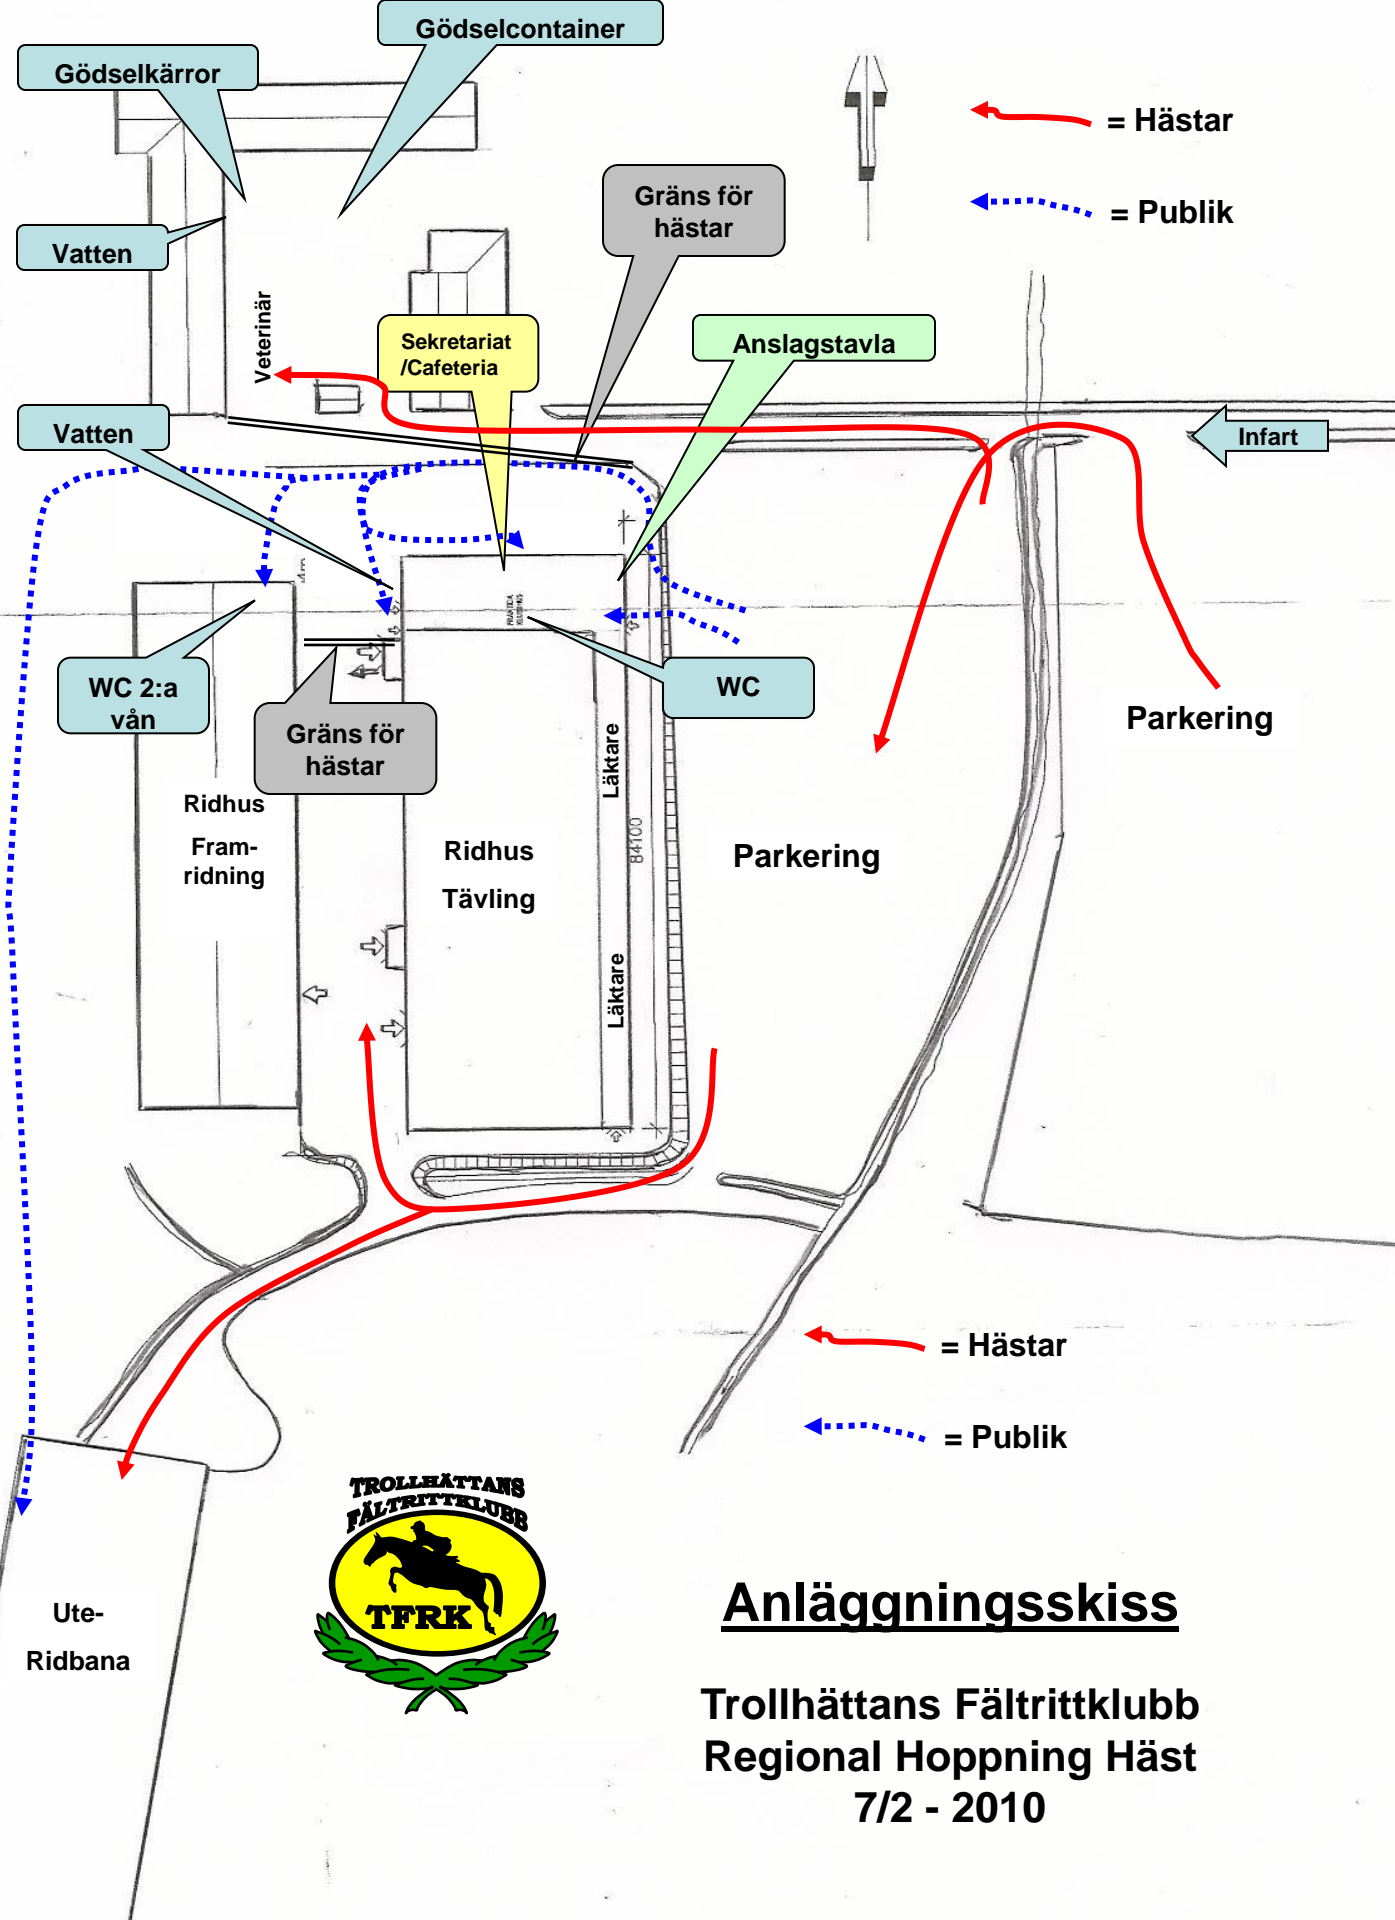 Gödselcontainer
Gödselkärror
= Hästar
Gräns för
hästar
= Publik
Vatten
Veterinär
Sekretariat
/Cafeteria
Anslagstavla
Vatten
Infart
4m
WC 2:a
vån
WC
Gräns för
hästar
Parkering
Läktare
Ridhus
Fram-
ridning
84100
Ridhus
Tävling
Parkering
Läktare
= Hästar
= Publik
TROLLHÄTTANS
FÄLTRITTKLUBB
TFRK
Ute-
Ridbana
Anläggningsskiss
Trollhättans Fältrittklubb
Regional Hoppning Häst
7/2 - 2010